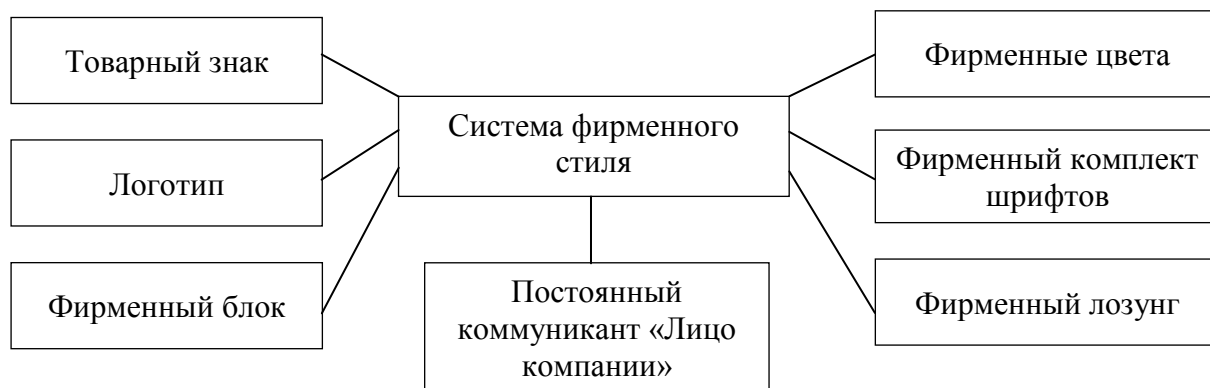 Товарный знак
Логотип
Фирменный блок
Система фирменного
стиля
Постоянный
коммуникант «Лицо
компании»
Фирменные цвета
Фирменный комплект
шрифтов
Фирменный лозунг